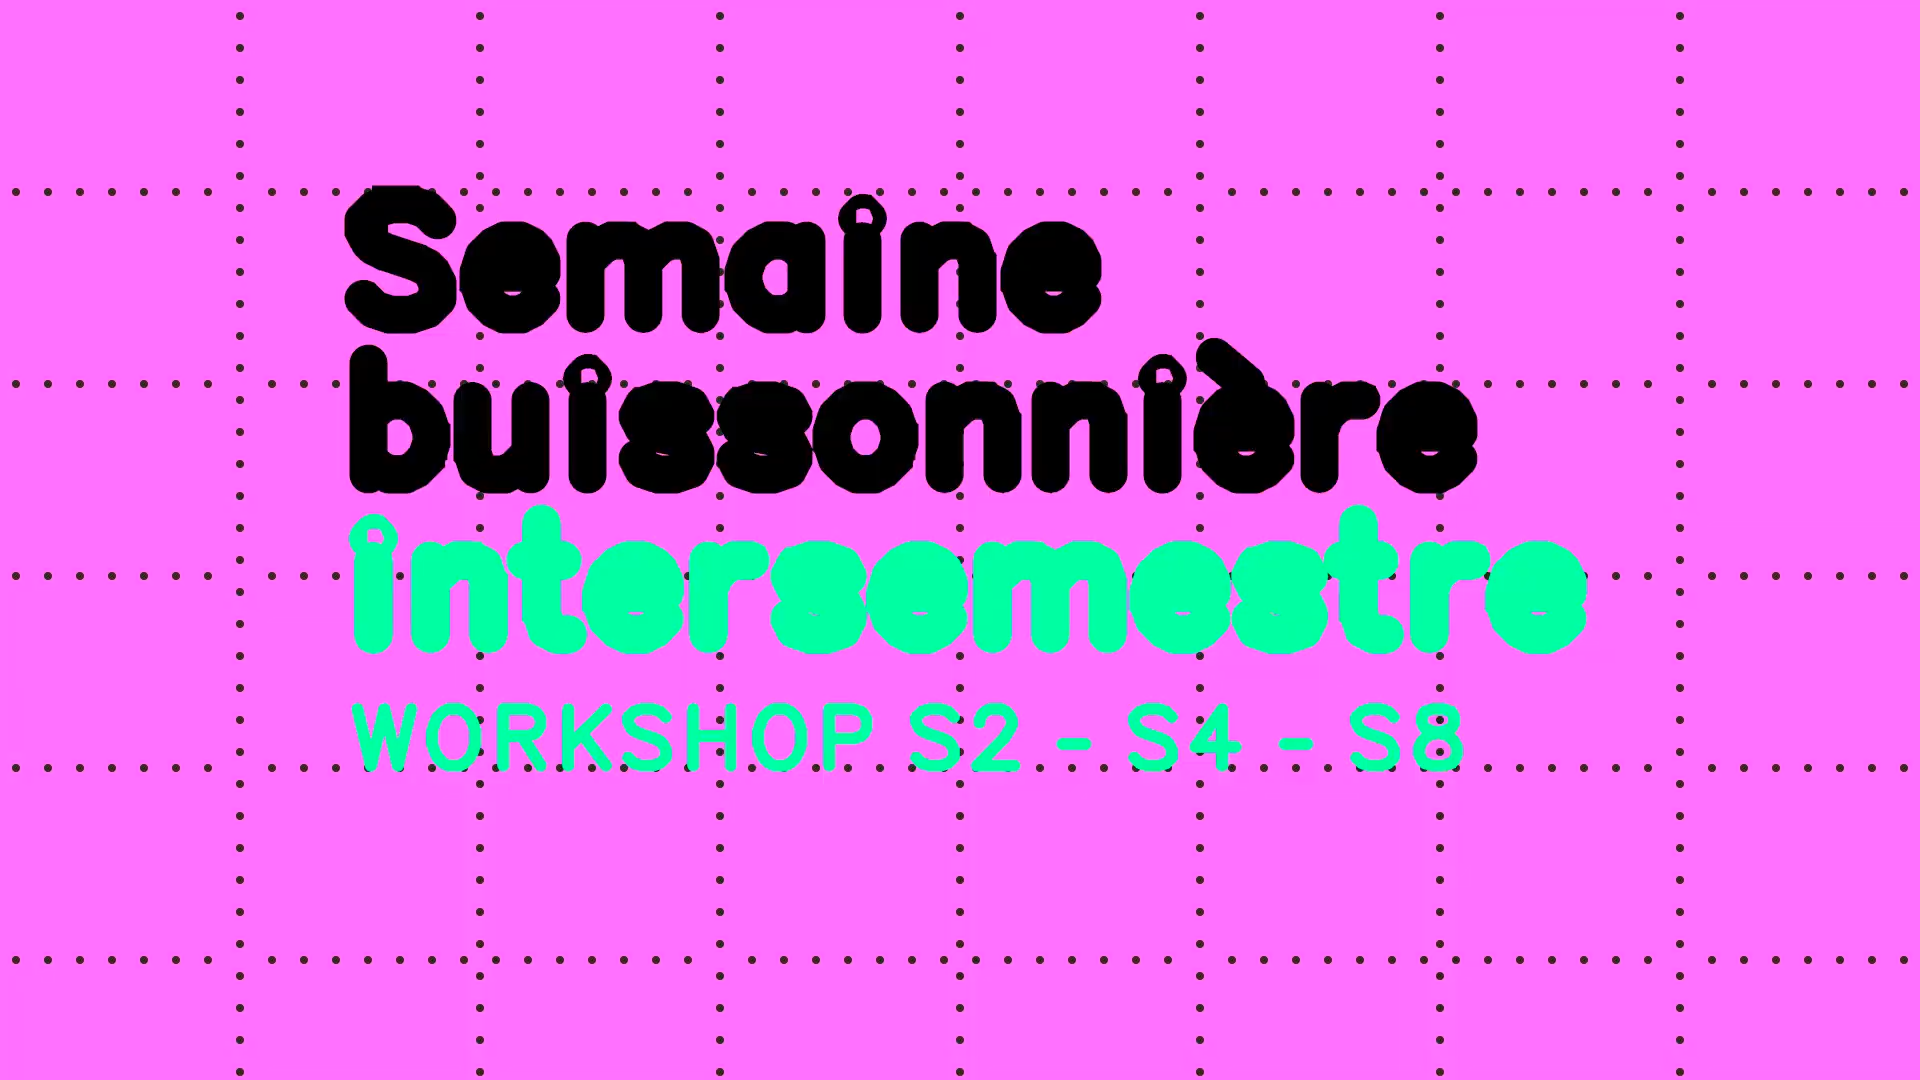 Semaine
buissonnière
intersemestre
WORKSHOP S2 - S4 - S8